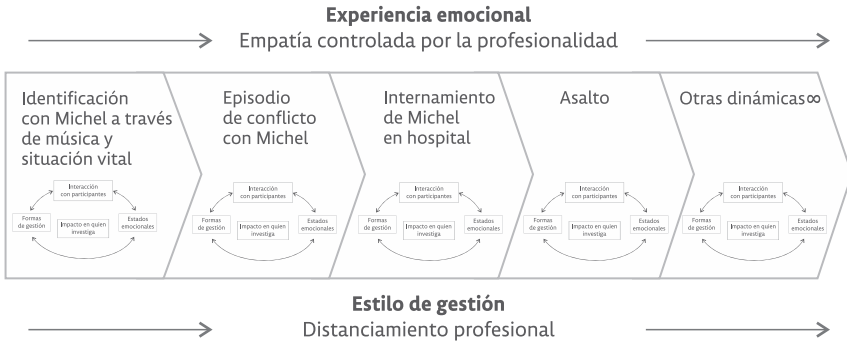 Experiencia emocional
Empatía controlada por la profesionalidad
Identificación
con Michel a través
de música y
situación vital
Interacción
con participantes
Formas
de gestión
Impacto en quien
investiga
Estados
emocionales
Episodio
de conflicto
con Michel
Interacción
con participantes
Formas
de gestión
Impacto en quien
investiga
Estados
emocionales
Internamiento
de Michel
en hospital
Interacción
con participantes
Formas
de gestión
Impacto en quien
investiga
Estados
emocionales
Asalto
Interacción
con participantes
Formas
de gestión
Impacto en quien
investiga
Estados
emocionales
Otras dinámicas∞
Interacción
con participantes
Formas
de gestión
Impacto en quien
investiga
Estados
emocionales
Estilo de gestión
Distanciamiento profesional